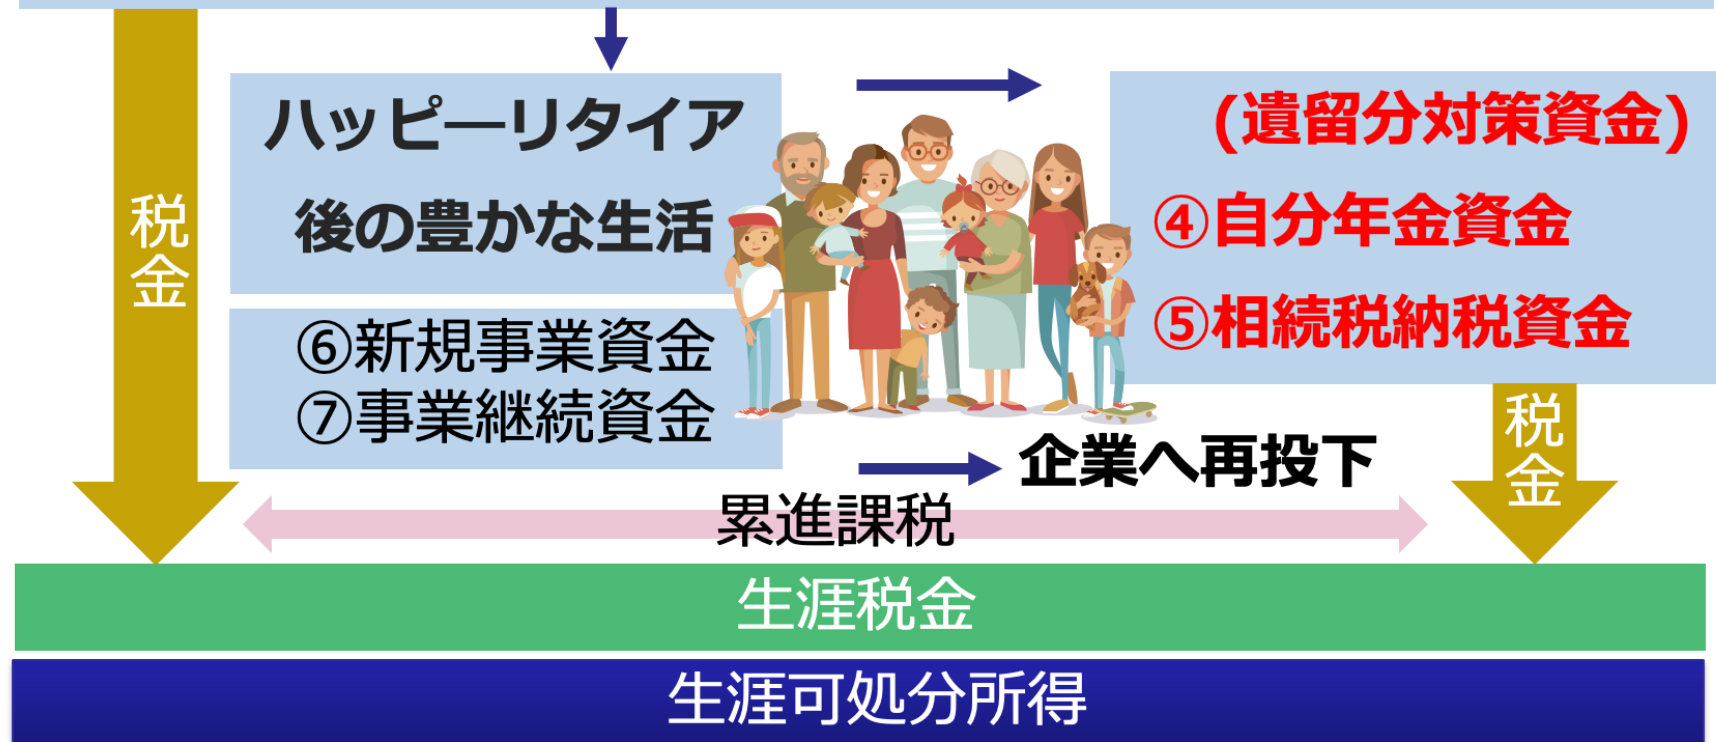 税金
ハッピーリタイア
後の豊かな生活
⑥新規事業資金
⑦事業継続資金
(遺留分対策資金)
④自分年金資金
⑤相続税納税資金
税金
企業へ再投下
累進課税
生涯税金
生涯可処分所得